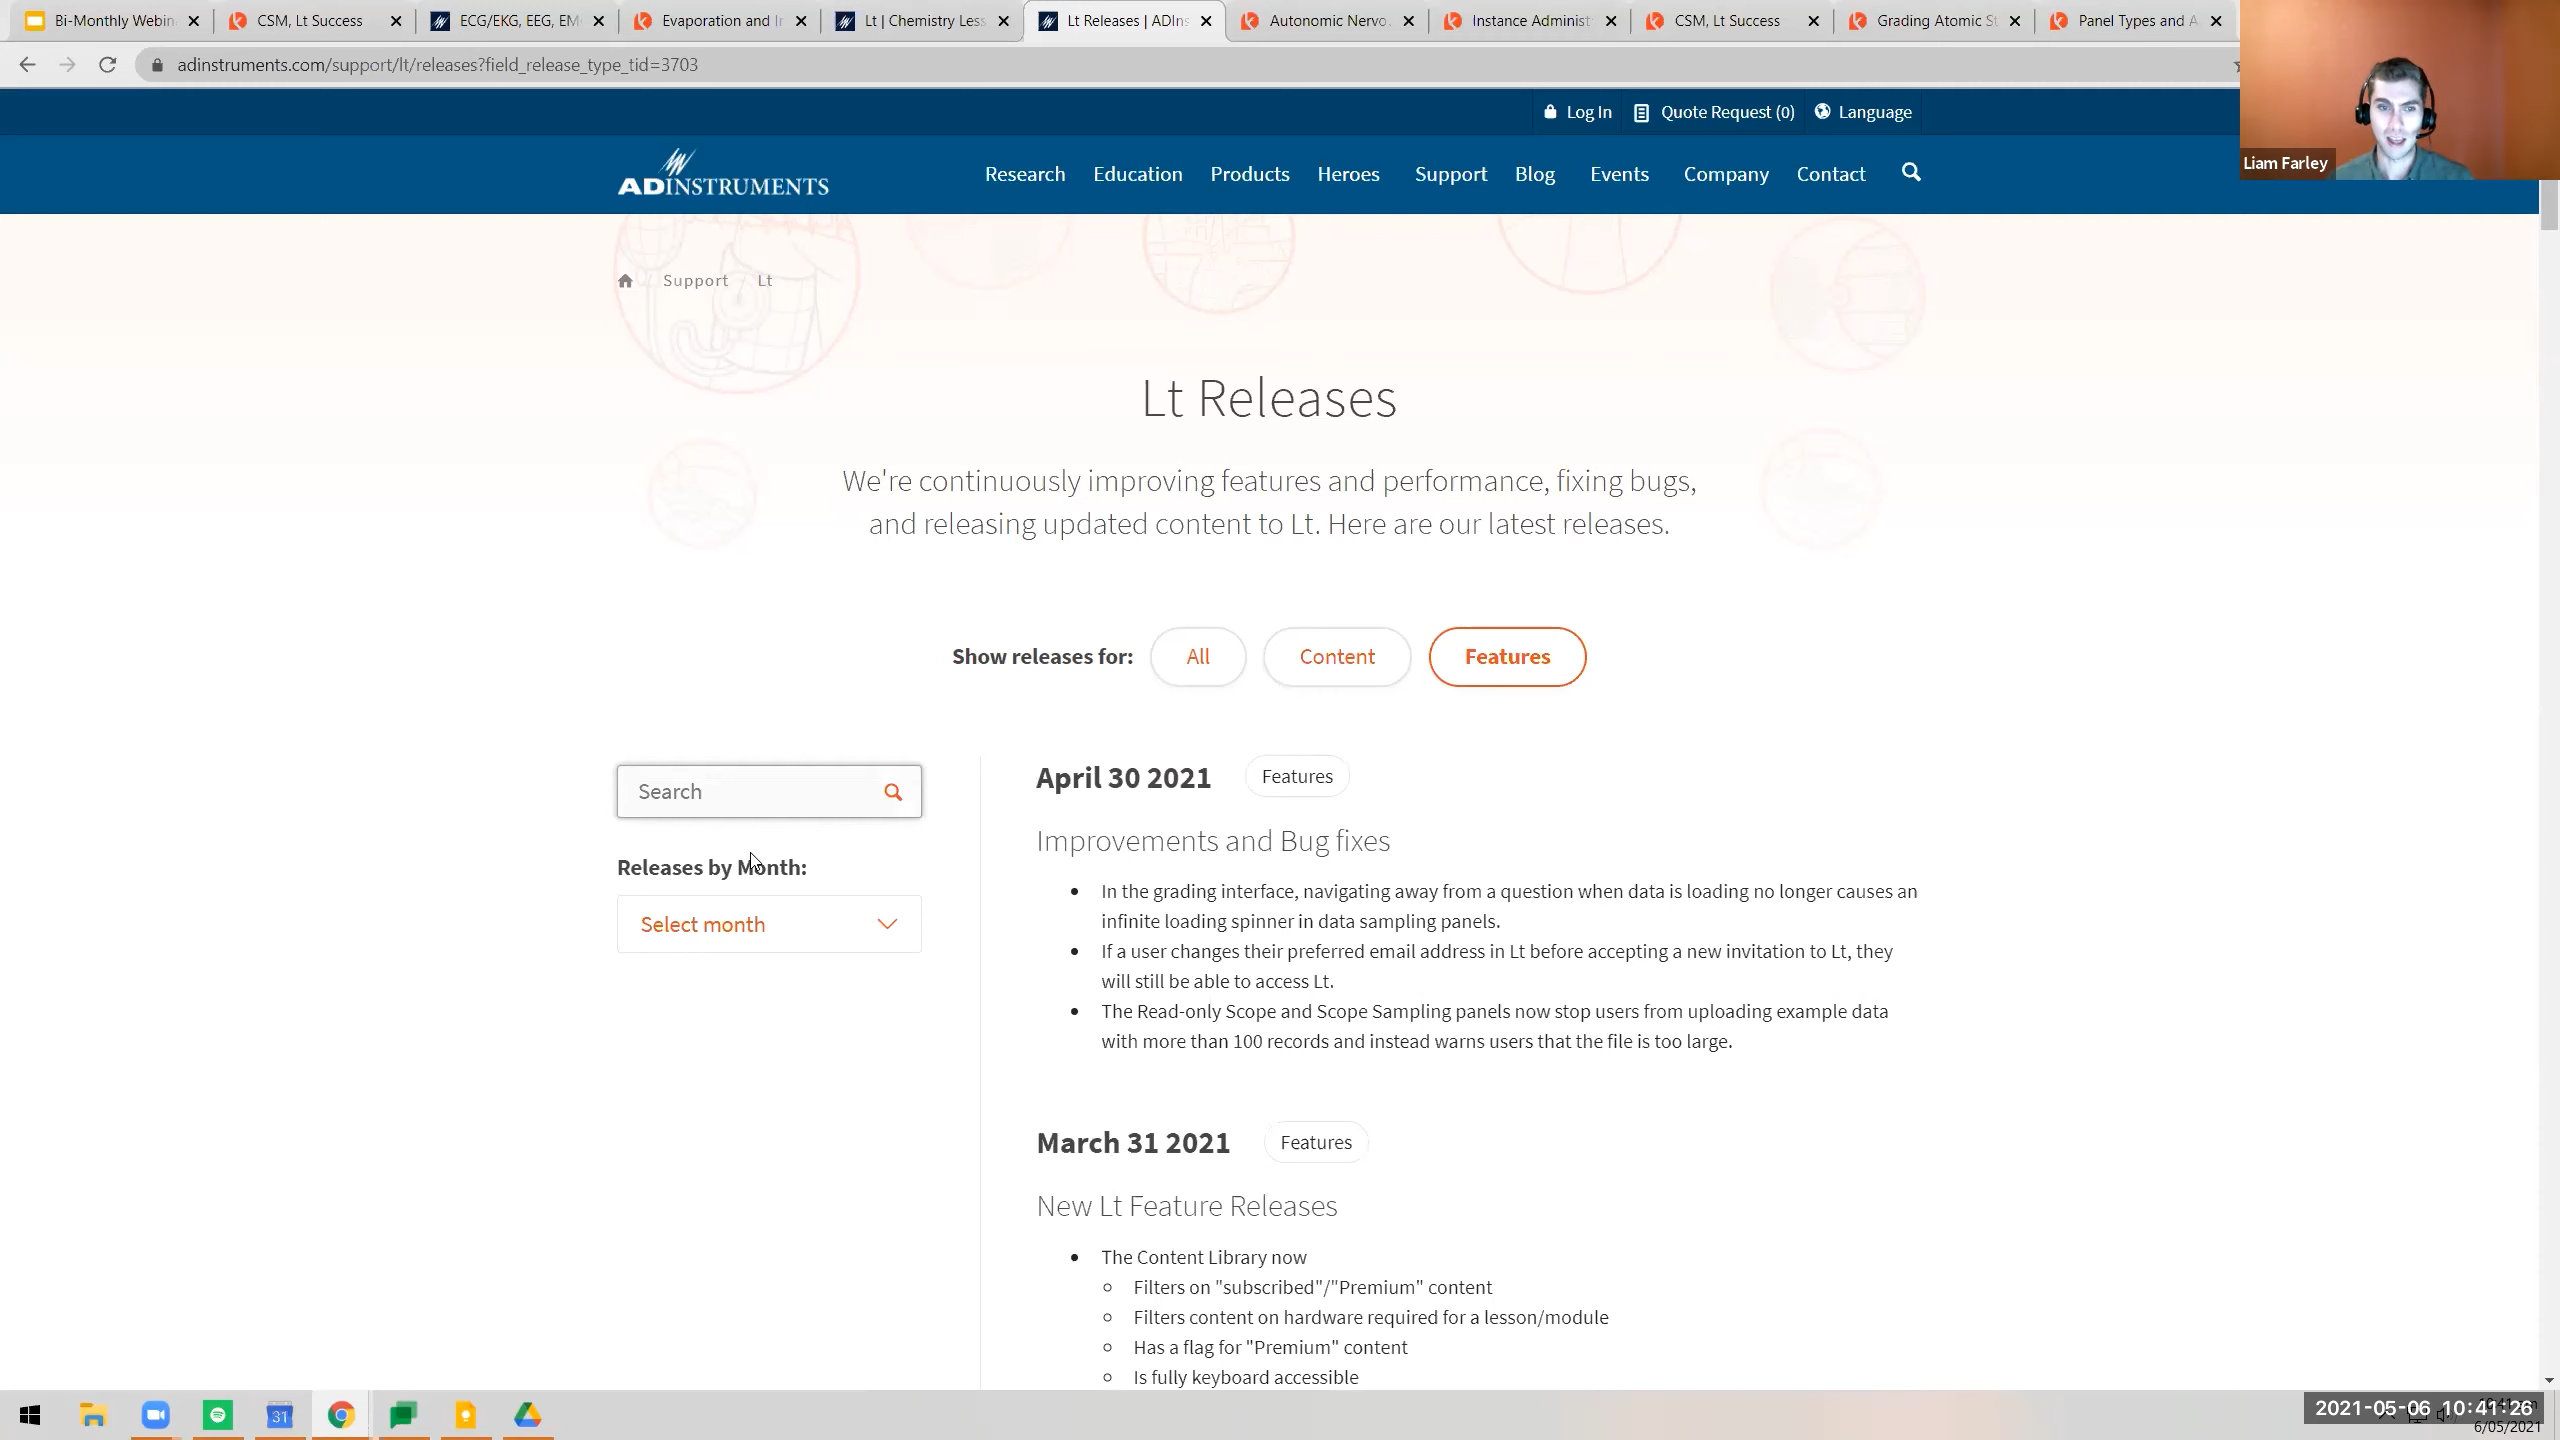 Bi-Monthly Webin
CSM, Lt Success
ECG/EKG, EEG, EM
Evaporation and I
Lt | Chemistry Less
Lt Releases | ADIns
Autonomic Nervo
Instance Administ
CSM, Lt Success
Grading Atomic St
Panel Types and A
adinstruments.com/support/lt/releases?field_release_type_tid=3703
Log In
Quote Request (0)
Language
Liam Farley
ADINSTRUMENTS
Research
Education
Products
Heroes
Support
Blog
Events
Company
Contact
Support
Lt
Lt Releases
We're continuously improving features and performance, fixing bugs,
and releasing updated content to Lt. Here are our latest releases.
Show releases for:
All
Content
Features
Search
Releases by Month:
Select month
April 30 2021
Features
Improvements and Bug fixes
In the grading interface, navigating away from a question when data is loading no longer causes an
infinite loading spinner in data sampling panels.
If a user changes their preferred email address in Lt before accepting a new invitation to Lt, they
will still be able to access Lt.
The Read-only Scope and Scope Sampling panels now stop users from uploading example data
with more than 100 records and instead warns users that the file is too large.
March 31 2021
Features
New Lt Feature Releases
The Content Library now
Filters on "subscribed"/"Premium" content
Filters content on hardware required for a lesson/module
Has a flag for "Premium" content
Is fully keyboard accessible
31
2021-05-06 10:41:26
6/05/2021